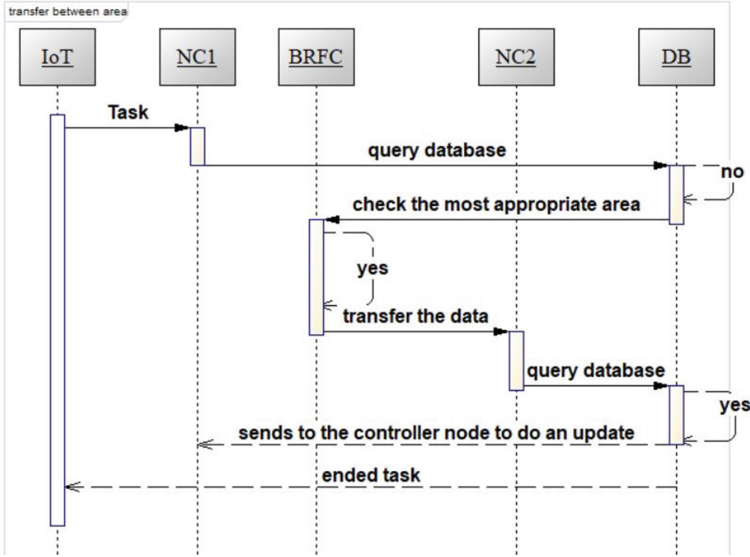 transfer between area
IoT
NC1
BRFC
NC2
DB
Task
query database
no
check the most appropriate area
yes
transfer the data
query database
yes
sends to the controller node to do an update
ended task